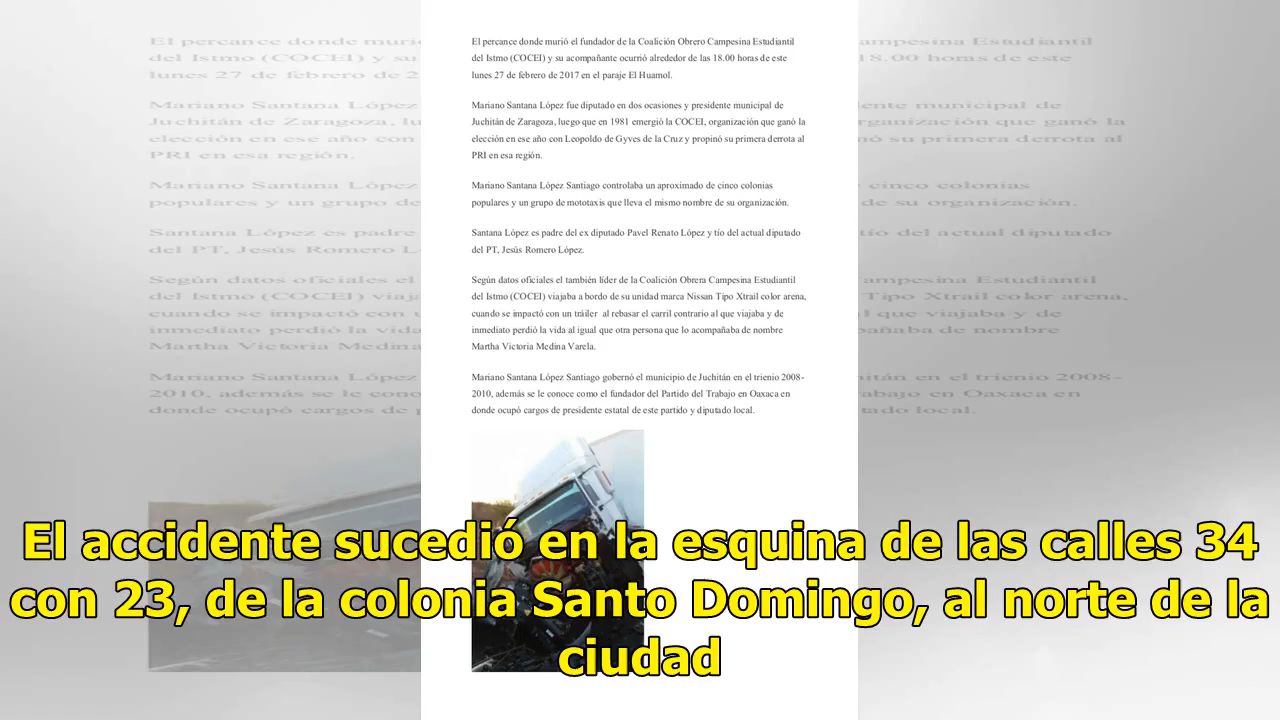 El percance donde murió el fundador de la Coalición Obrero Campesina Estudiantil
del Istmo (COCEI) y su acompañante ocurrió alrededor de las 18.00 horas de este
lunes 27 de febrero de 2017 en el paraje El Huamol.
Mariano Santana López fue diputado en dos ocasiones y presidente municipal de
Juchitán de Zaragoza, luego que en 1981 emergió la COCEI, organización que ganó la
elección en ese año con Leopoldo de Gyves de la Cruz y propinó su primera derrota al
PRI en esa región.
Mariano Santana López Santiago controlaba un aproximado de cinco colonias
populares y un grupo de mototaxis que lleva el mismo nombre de su organización.
Santana López es padre del ex diputado Pavel Renato López y tío del actual diputado
del PT, Jesús Romero López.
Según datos oficiales el también líder de la Coalición Obrera Campesina Estudiantil
del Istmo (COCEI) viajaba a bordo de su unidad marca Nissan Tipo Xtrail color arena,
cuando se impactó con un tráiler al rebasar el carril contrario al que viajaba y de
inmediato perdió la vida al igual que otra persona que lo acompañaba de nombre
Martha Victoria Medina Varela.
Mariano Santana López Santiago gobernó el municipio de Juchitán en el trienio 2008-
2010, además se le conoce como el fundador del Partido del Trabajo en Oaxaca en
donde ocupó cargos de presidente estatal de este partido y diputado local.
El accidente sucedió en la esquina de las calles 34
con 23, de la colonia Santo Domingo, al norte de la
ciudad